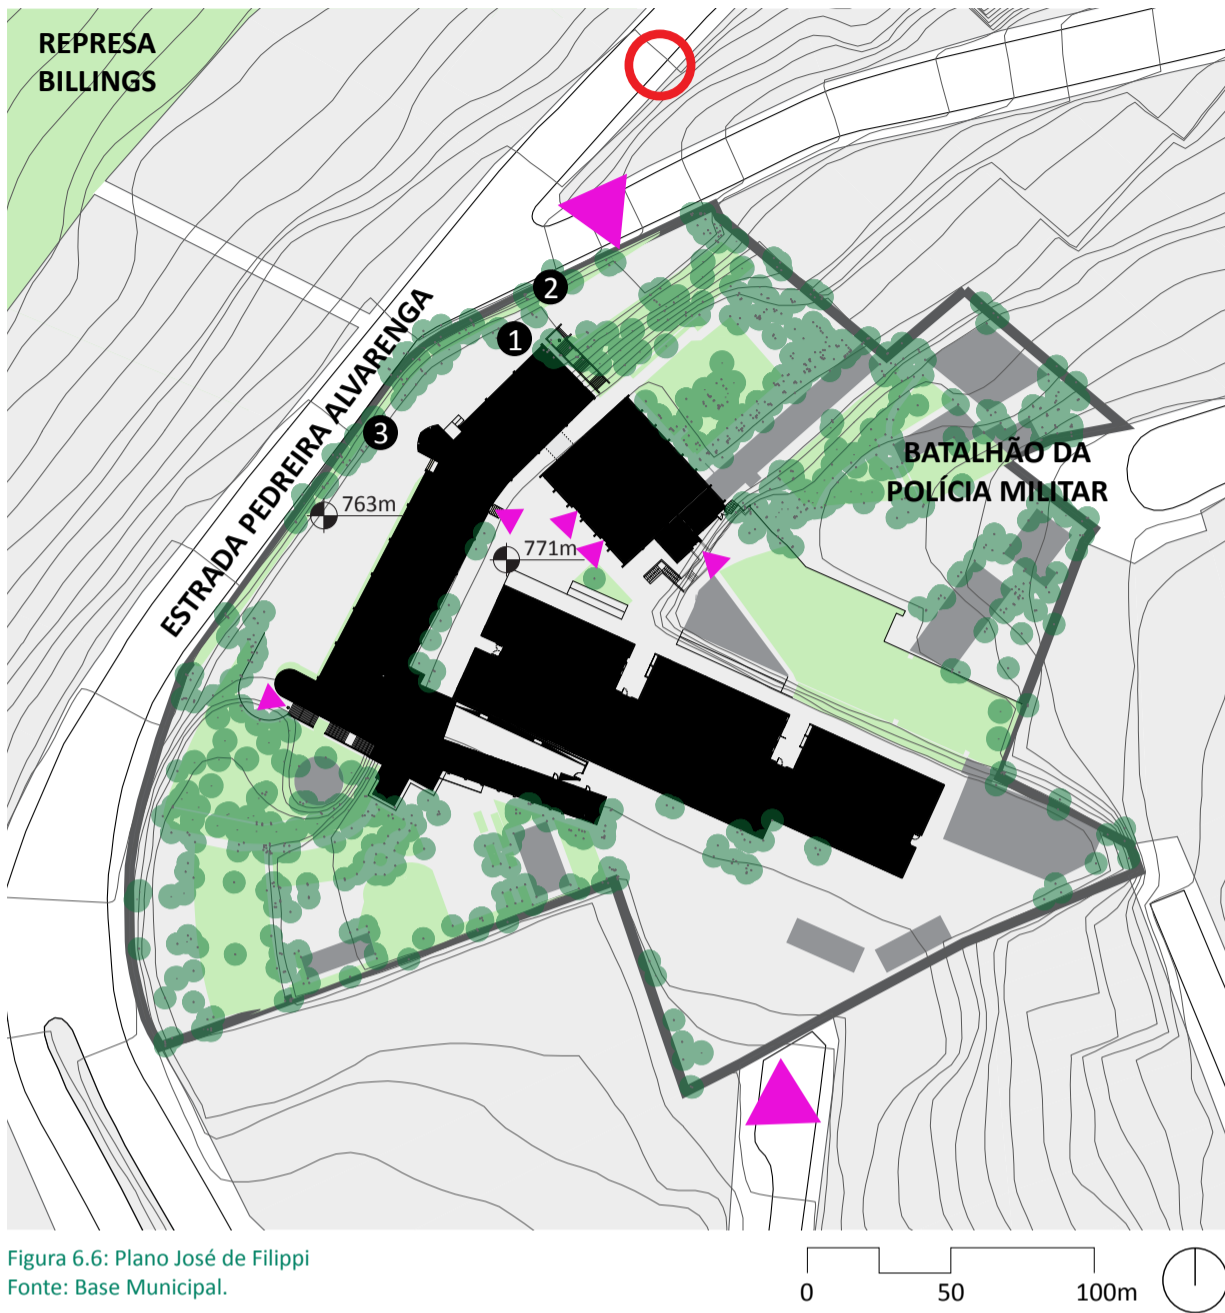 REPRESA
BILLINGS
2
1
ESTRADA PEDREIRA ALVARENGA
3
BATALHÃO DA
POLÍCIA MILITAR
763m
771m
Figura 6.6: Plano José de Filippi
Fonte: Base Municipal.
0 50 100m